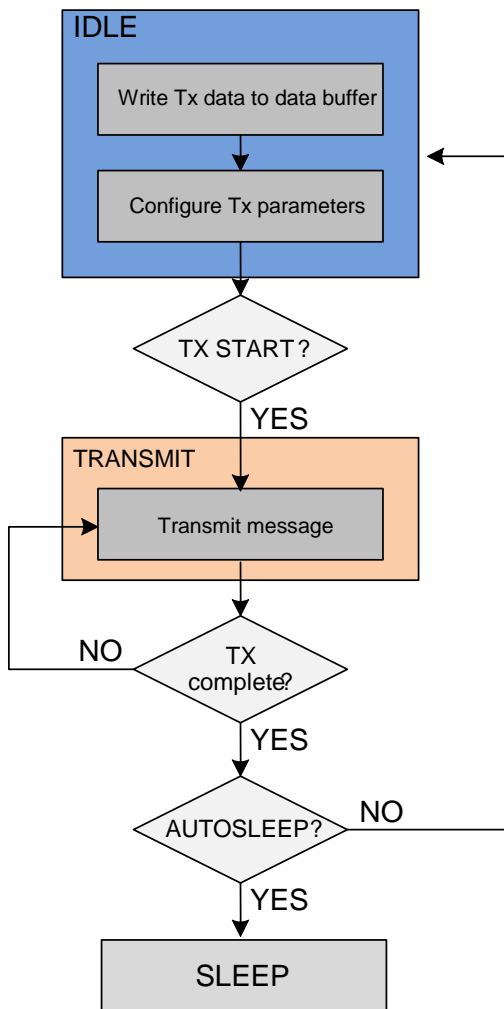 IDLE
Write Tx data to data buffer
Configure Tx parameters
TX START?
YES
TRANSMIT
Transmit message
NO
TX
complete?
YES
AUTOSLEEP?
NO
YES
SLEEP